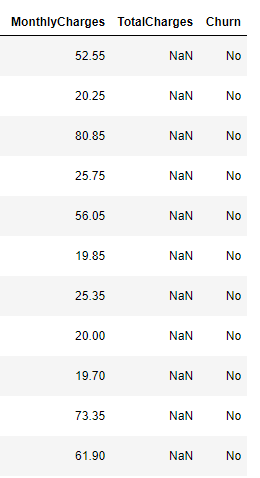 MonthlyCharges TotalCharges Churn
52.55 NaN No
20.25 NaN No
80.85 NaN No
25.75 NaN No
56.05 NaN No
19.85 NaN No
25.35 NaN No
20.00 NaN No
19.70 NaN No
73.35 NaN No
61.90 NaN No